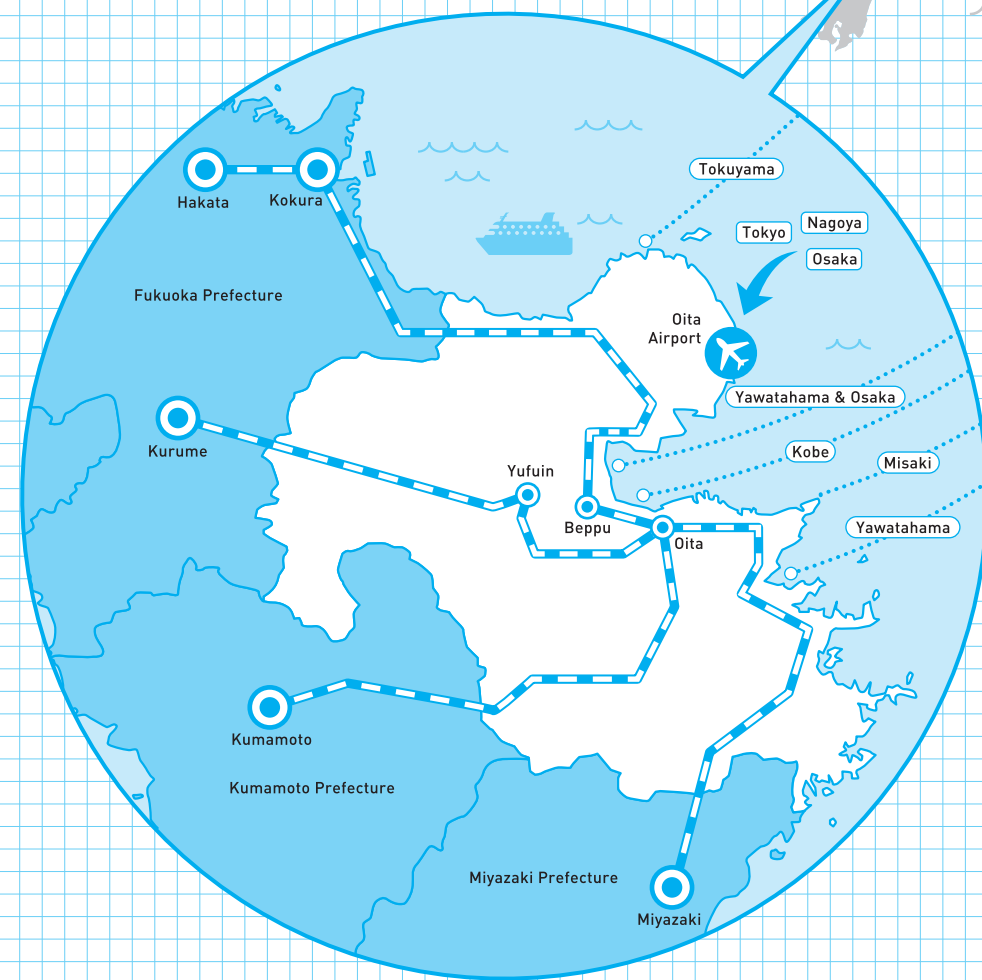 Tokuyama
Hakata
Kokura
Nagoya
Tokyo
Osaka
Fukuoka Prefecture
Oita
Airport
Yawatahama & Osaka
Kurume
Kobe
Misaki
Yufuin
Beppu
Oita
Yawatahama
Kumamoto
Kumamoto Prefecture
Miyazaki Prefecture
Miyazaki